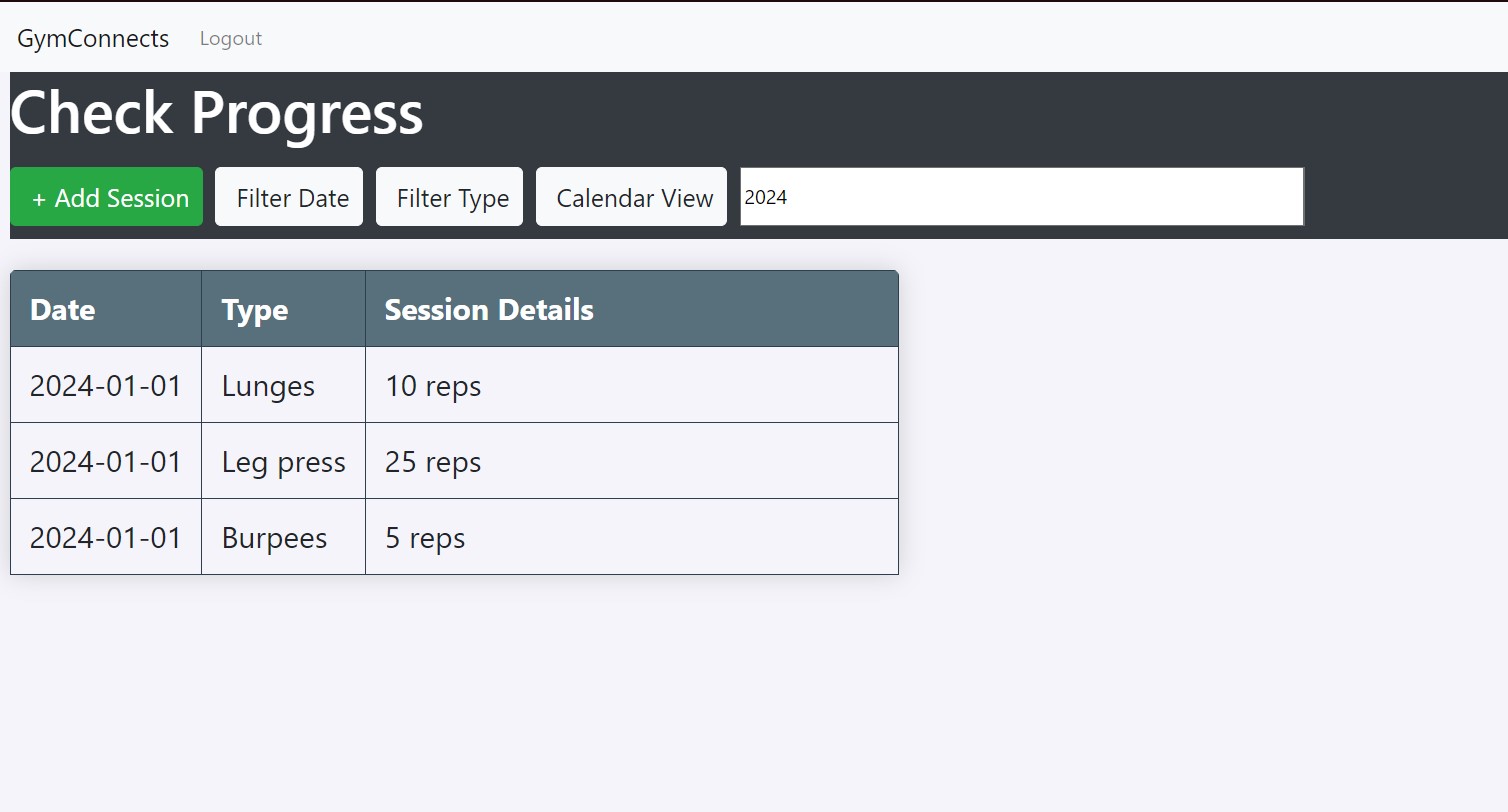 GymConnects Logout
Check Progress
+ Add Session Filter Date Filter Type Calendar View 2024
Date Type Session Details
2024-01-01 Lunges 10 reps
2024-01-01 Leg press 25 reps
2024-01-01 Burpees 5 reps